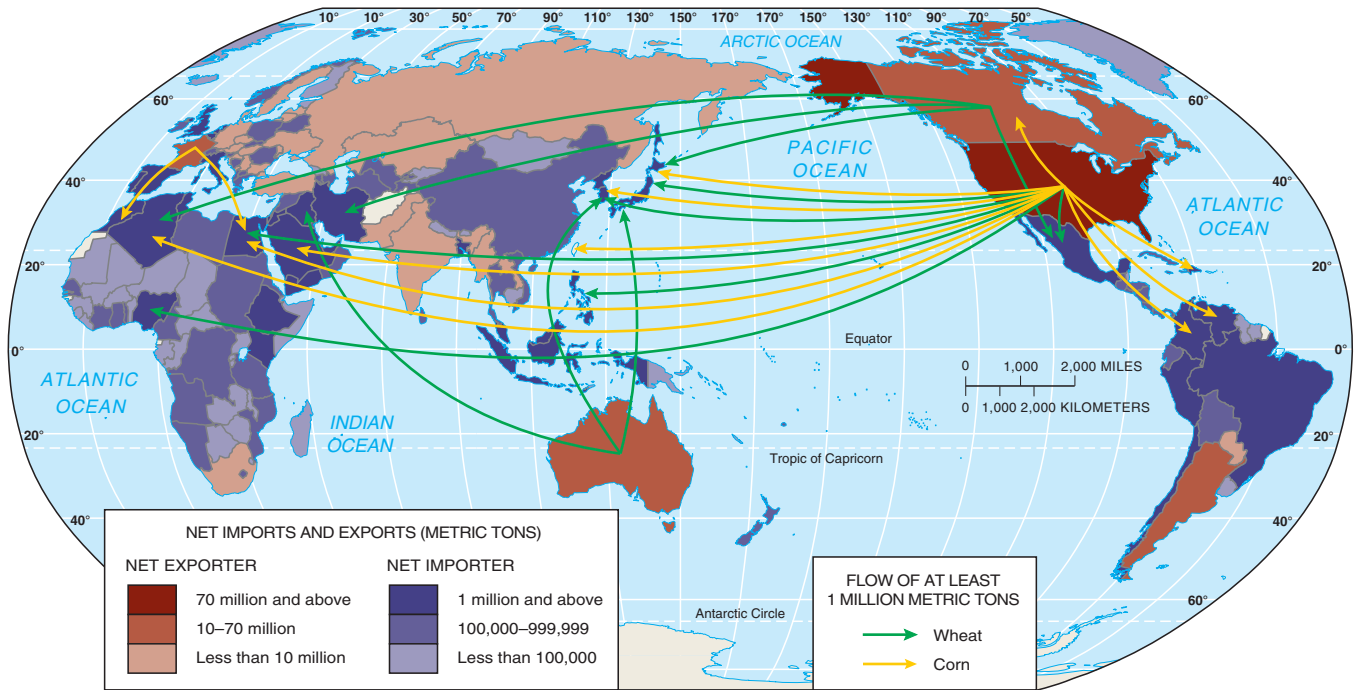 10° 10° 30° 50° 70° 90° 110° 130° 150° 170° 170° 150° 130° 110° 90° 70° 50°
ARCTIC OCEAN
60° 60°
PACIFIC
OCEAN
40° 40°
ATLANTIC
OCEAN
20° 20°
Equator
0° 0°
0 1,000 2,000 MILES
0 1,000 2,000 KILOMETERS
ATLANTIC
OCEAN
INDIAN
OCEAN
20° 20°
Tropic of Capricorn
40° 40°
NET IMPORTS AND EXPORTS (METRIC TONS)
NET EXPORTER
70 million and above
10–70 million
Less than 10 million
NET IMPORTER
1 million and above
100,000–999,999
Less than 100,000
60°
Antarctic Circle
FLOW OF AT LEAST
1 MILLION METRIC TONS
Wheat
Corn